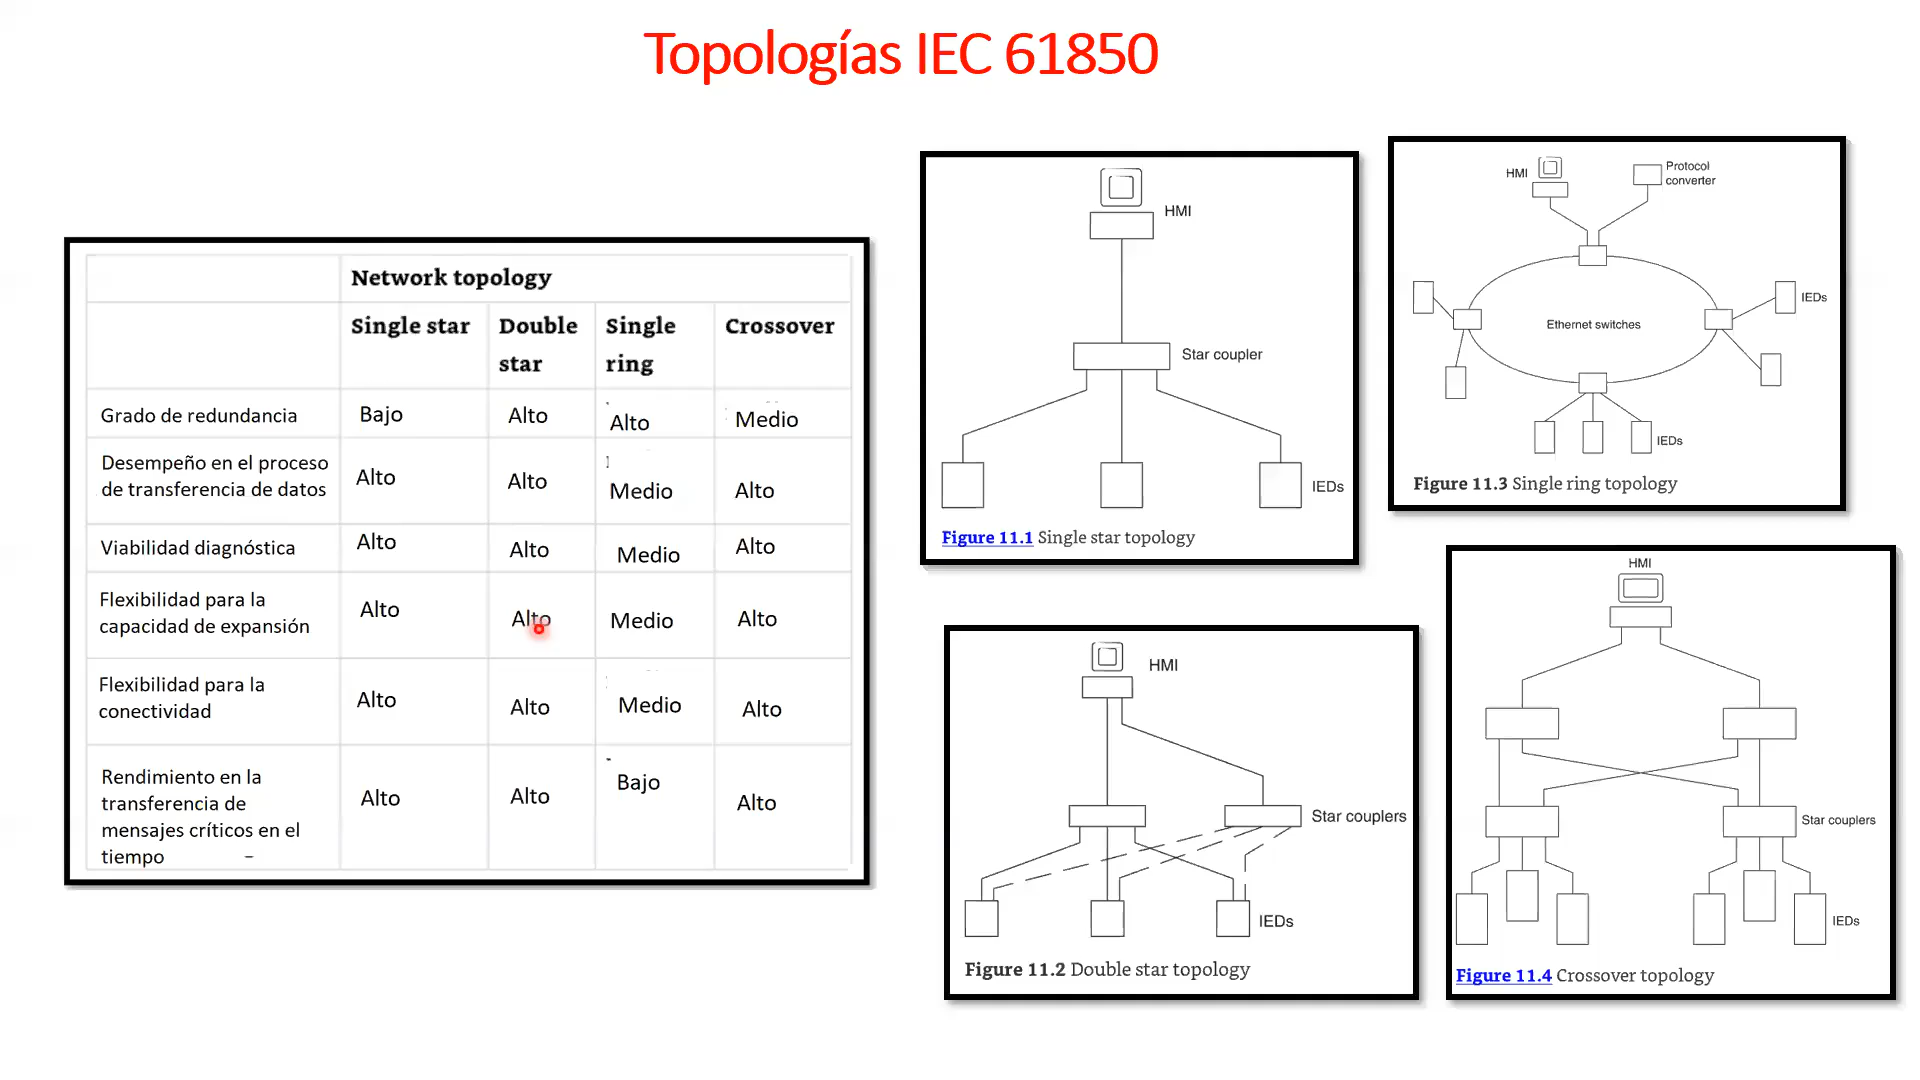 Topologías IEC 61850
Network topology
Single star
Double
star
Single
ring
Crossover
Grado de redundancia
Bajo
Alto
Alto
Medio
Desempeño en el proceso
de transferencia de datos
Alto
Alto
Medio
Alto
Viabilidad diagnóstica
Alto
Alto
Medio
Alto
Flexibilidad para la
capacidad de expansión
Alto
Alto
Medio
Alto
Flexibilidad para la
conectividad
Alto
Alto
Medio
Alto
Rendimiento en la
transferencia de
mensajes críticos en el
tiempo
Alto
Alto
Bajo
Alto
HMI
Star coupler
IEDs
Figure 11.1 Single star topology
HMI
Protocol
converter
IEDs
Ethernet switches
IEDs
Figure 11.3 Single ring topology
HMI
Star couplers
IEDs
Figure 11.2 Double star topology
HMI
Star couplers
IEDs
Figure 11.4 Crossover topology